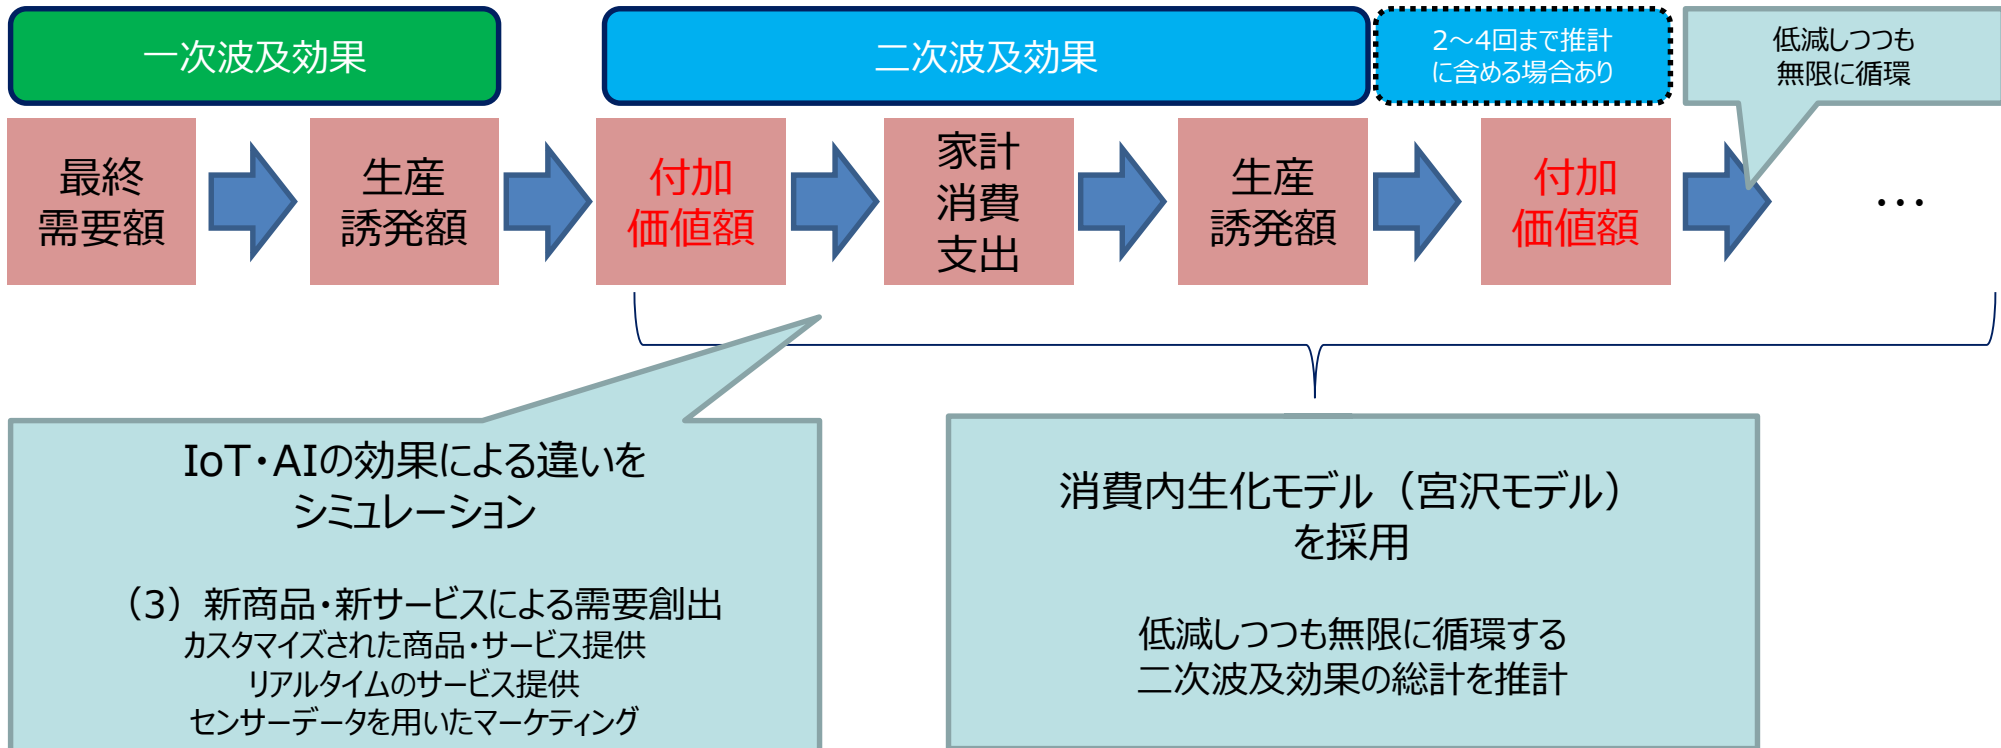 一次波及効果
二次波及効果
2～4回まで推計
に含める場合あり
低減しつつも
無限に循環
最終
需要額
生産
誘発額
付加
価値額
家計
消費
支出
生産
誘発額
付加
価値額
…
IoT・AIの効果による違いを
シミュレーション
（3）新商品・新サービスによる需要創出
カスタマイズされた商品・サービス提供
リアルタイムのサービス提供
センサーデータを用いたマーケティング
消費内生化モデル（宮沢モデル）
を採用
低減しつつも無限に循環する
二次波及効果の総計を推計